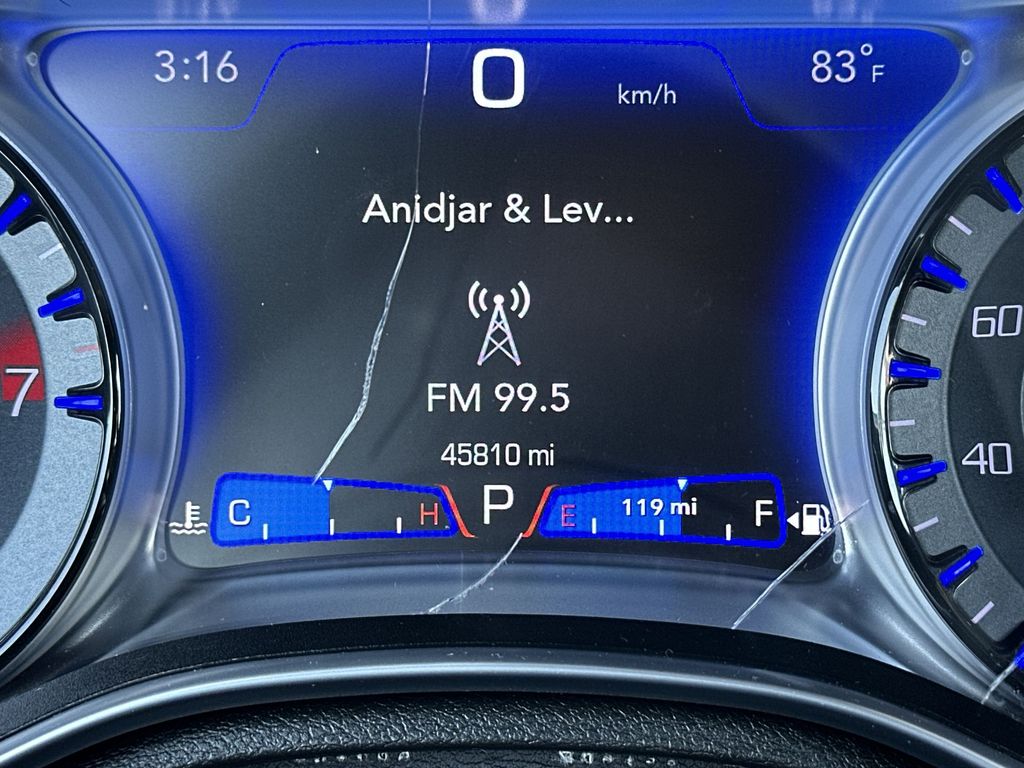 3:16
0
km/h
83°F
Anidjar & Lev...
FM 99.5
45810 mi
C
H
P
E
119 mi
F
7
60
40